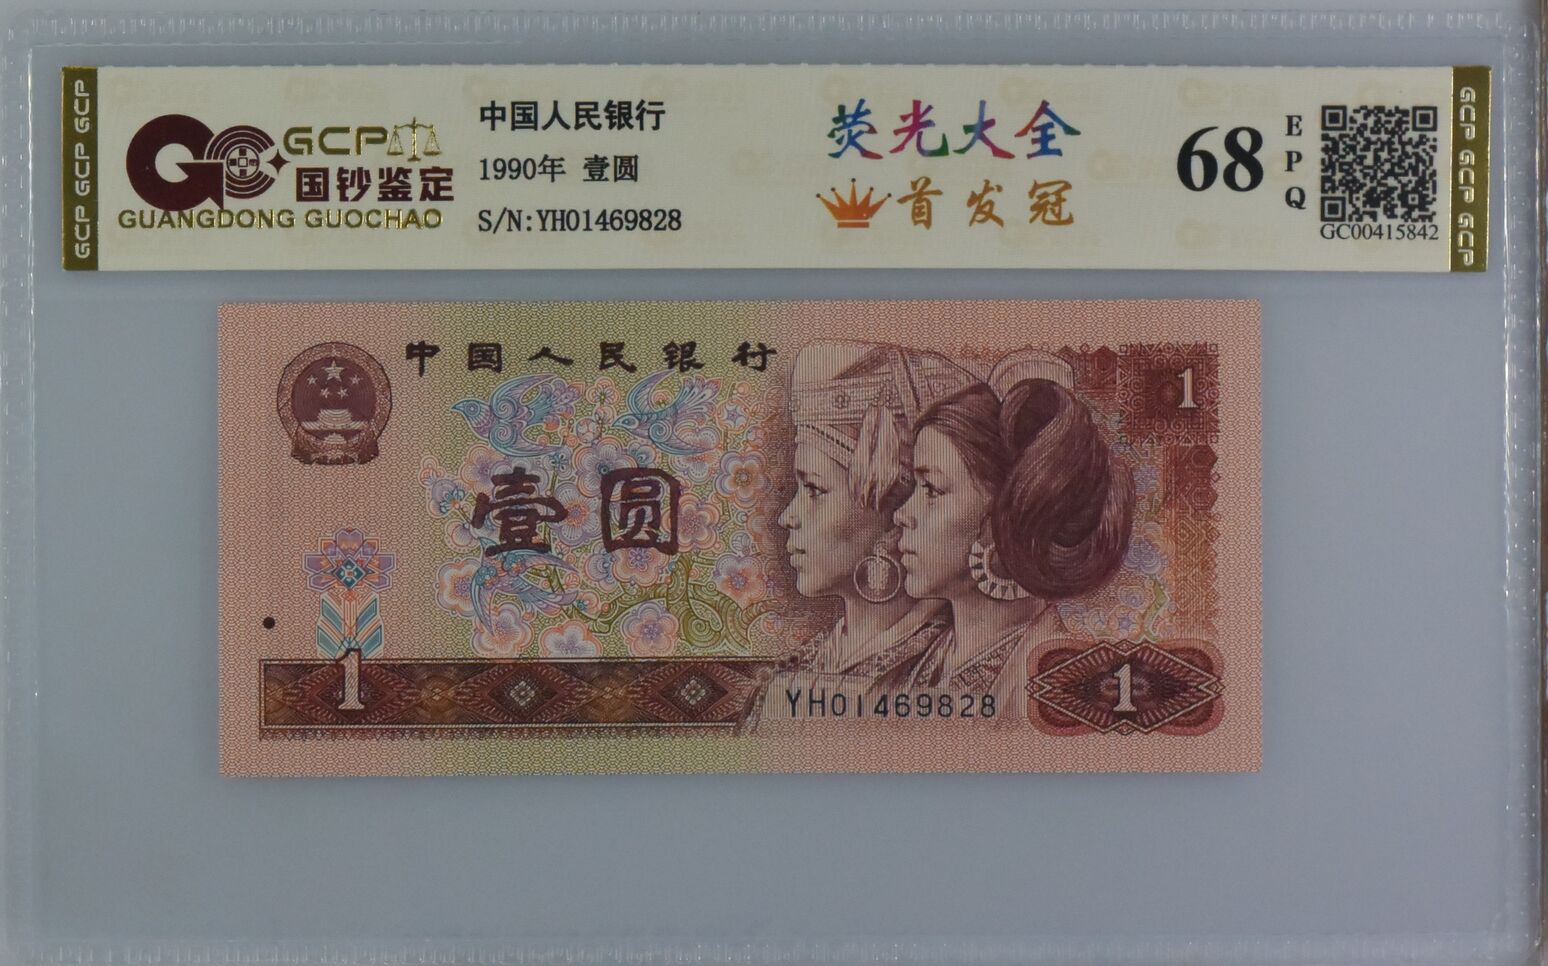 GCP GCP GCP
GCP
国钞鉴定
GUANGDONG GUOCHAO
中国人民银行
1990年 壹圆
S/N:YH01469828
荧光大全
首发冠
68
E
P
Q
GC00415842
GCP GCP GCP
中国人民银行
1
壹圆
1
YH01469828
1